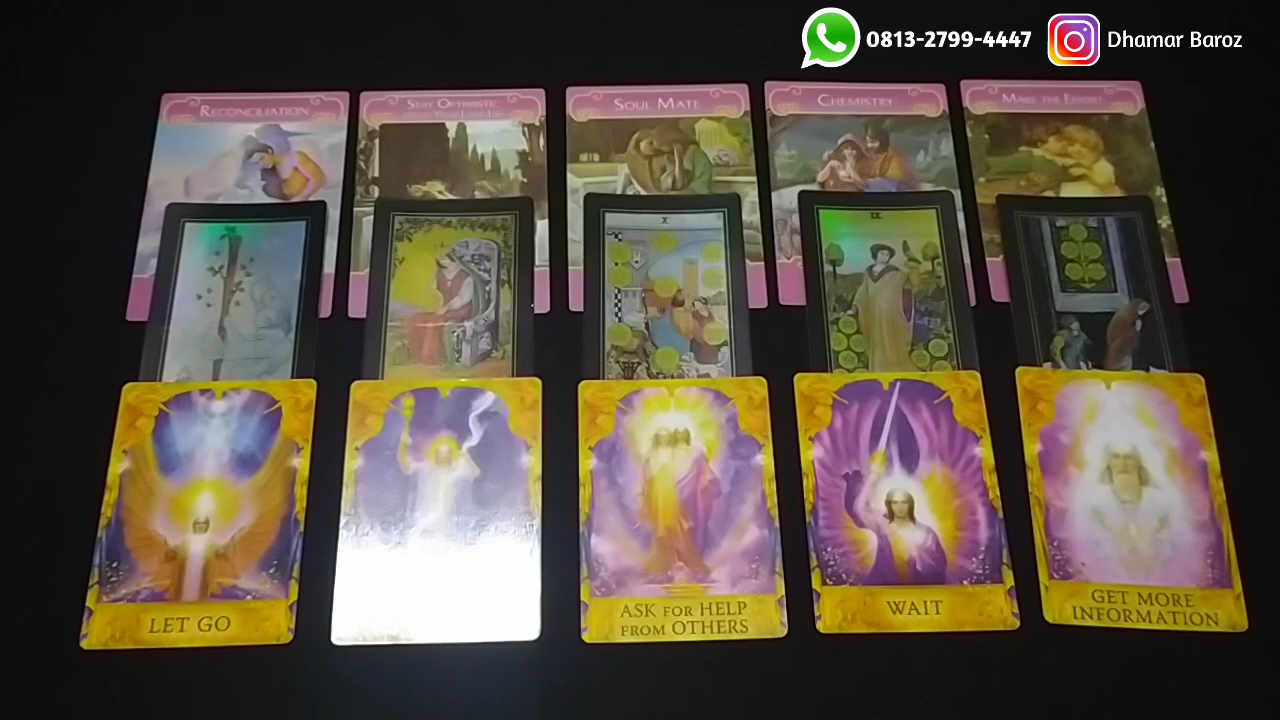 0813-2799-4447 Dhamar Baroz
RECONCILIATION
STAY OPTIMISTIC
SOUL MATE
CHEMISTRY
MAKE THE EFFORT
X
IX
LET GO
ASK FOR HELP
FROM OTHERS
WAIT
GET MORE
INFORMATION